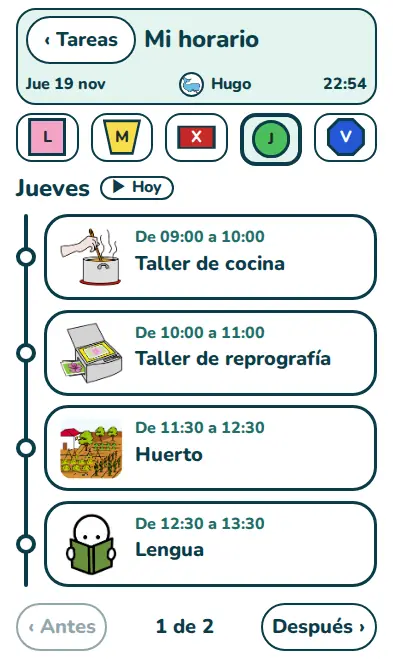 ‹ Tareas
Mi horario
Jue 19 nov
Hugo
22:54
L
M
X
J
V
Jueves
▶ Hoy
De 09:00 a 10:00
Taller de cocina
De 10:00 a 11:00
Taller de reprografía
De 11:30 a 12:30
Huerto
De 12:30 a 13:30
Lengua
‹ Antes
1 de 2
Después ›